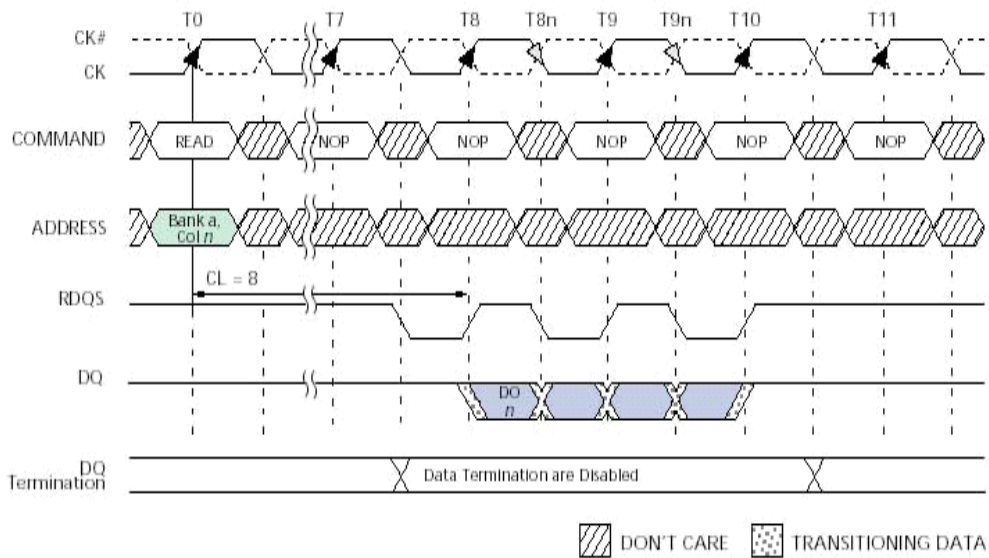 T0 T7 T8 T8n T9 T9n T10 T11
CK#
CK
COMMAND READ NOP NOP NOP NOP NOP
ADDRESS
Bank a,
Col n
CL = 8
RDQS
DQ
DO
n
DQ
Termination
Data Termination are Disabled
DON'T CARE TRANSITIONING DATA